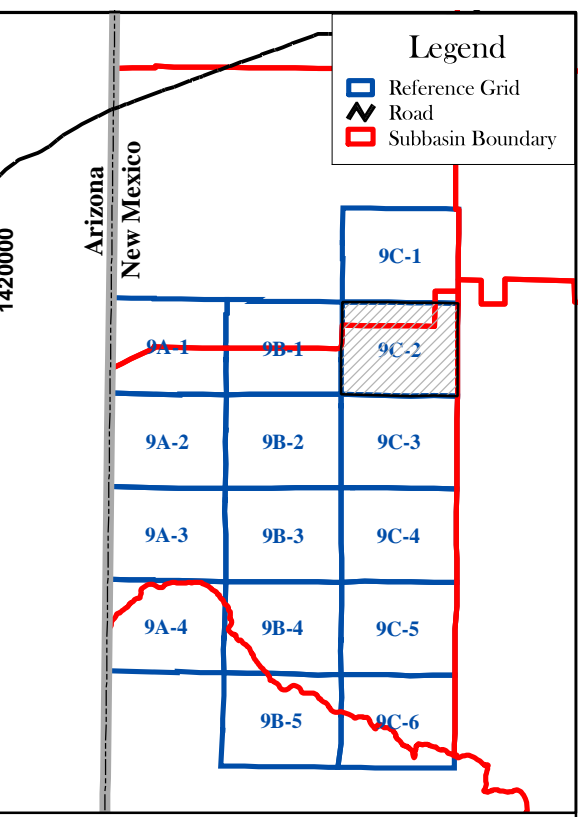 Legend
Reference Grid
Road
Subbasin Boundary
Arizona
New Mexico
1420000
9C-1
9A-1
9B-1
9C-2
9A-2
9B-2
9C-3
9A-3
9B-3
9C-4
9A-4
9B-4
9C-5
9B-5
9C-6